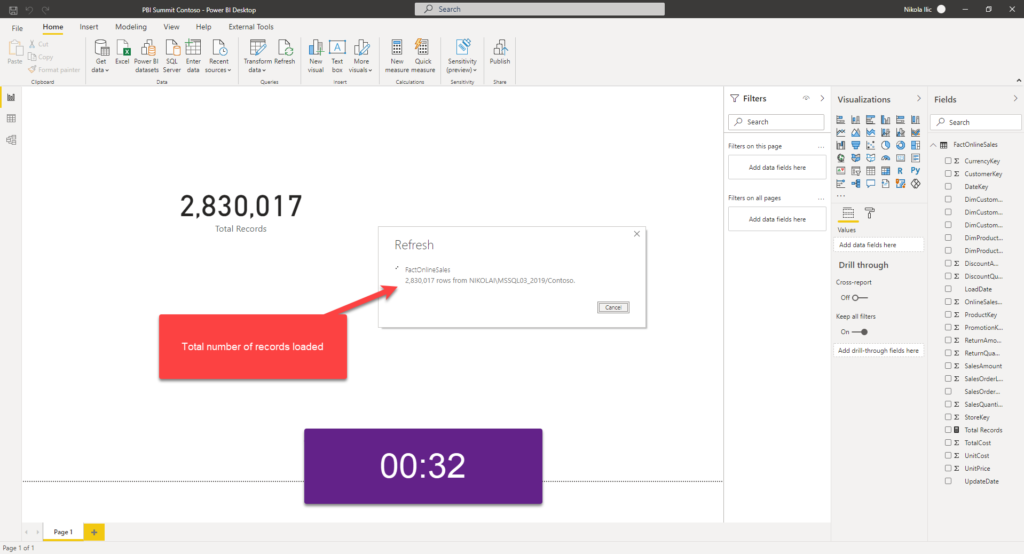 PBI Summit Contoso - Power BI Desktop
Search
Nikola Ilic
File
Home
Insert
Modeling
View
Help
External Tools
Paste
Cut
Copy
Format painter
Clipboard
Get data
Excel
Power BI datasets
SQL Server
Enter data
Recent sources
Data
Transform data
Refresh
Queries
New visual
Text box
More visuals
Insert
New measure
Quick measure
Calculations
Sensitivity (preview)
Sensitivity
Publish
Share
2,830,017
Total Records
Refresh
FactOnlineSales
2,830,017 rows from NIKOLAI\MSSQL03_2019/Contoso.
Cancel
Total number of records loaded
00:32
Filters
Search
Filters on this page
...
Add data fields here
Filters on all pages
...
Add data fields here
Visualizations
R
Py
...
Values
Add data fields here
Drill through
Cross-report
Off
Keep all filters
On
Add drill-through fields here
Fields
Search
FactOnlineSales
Σ CurrencyKey
Σ CustomerKey
DateKey
DimCustom...
DimCustom...
DimCustom...
DimProduct...
DimProduct...
Σ DiscountA...
Σ DiscountQu...
LoadDate
Σ OnlineSales...
Σ ProductKey
Σ PromotionK...
Σ ReturnAmo...
Σ ReturnQua...
Σ SalesAmount
Σ SalesOrderL...
SalesOrder...
Σ SalesQuanti...
Σ StoreKey
Total Records
Σ TotalCost
Σ UnitCost
Σ UnitPrice
UpdateDate
Page 1
+
Page 1 of 1